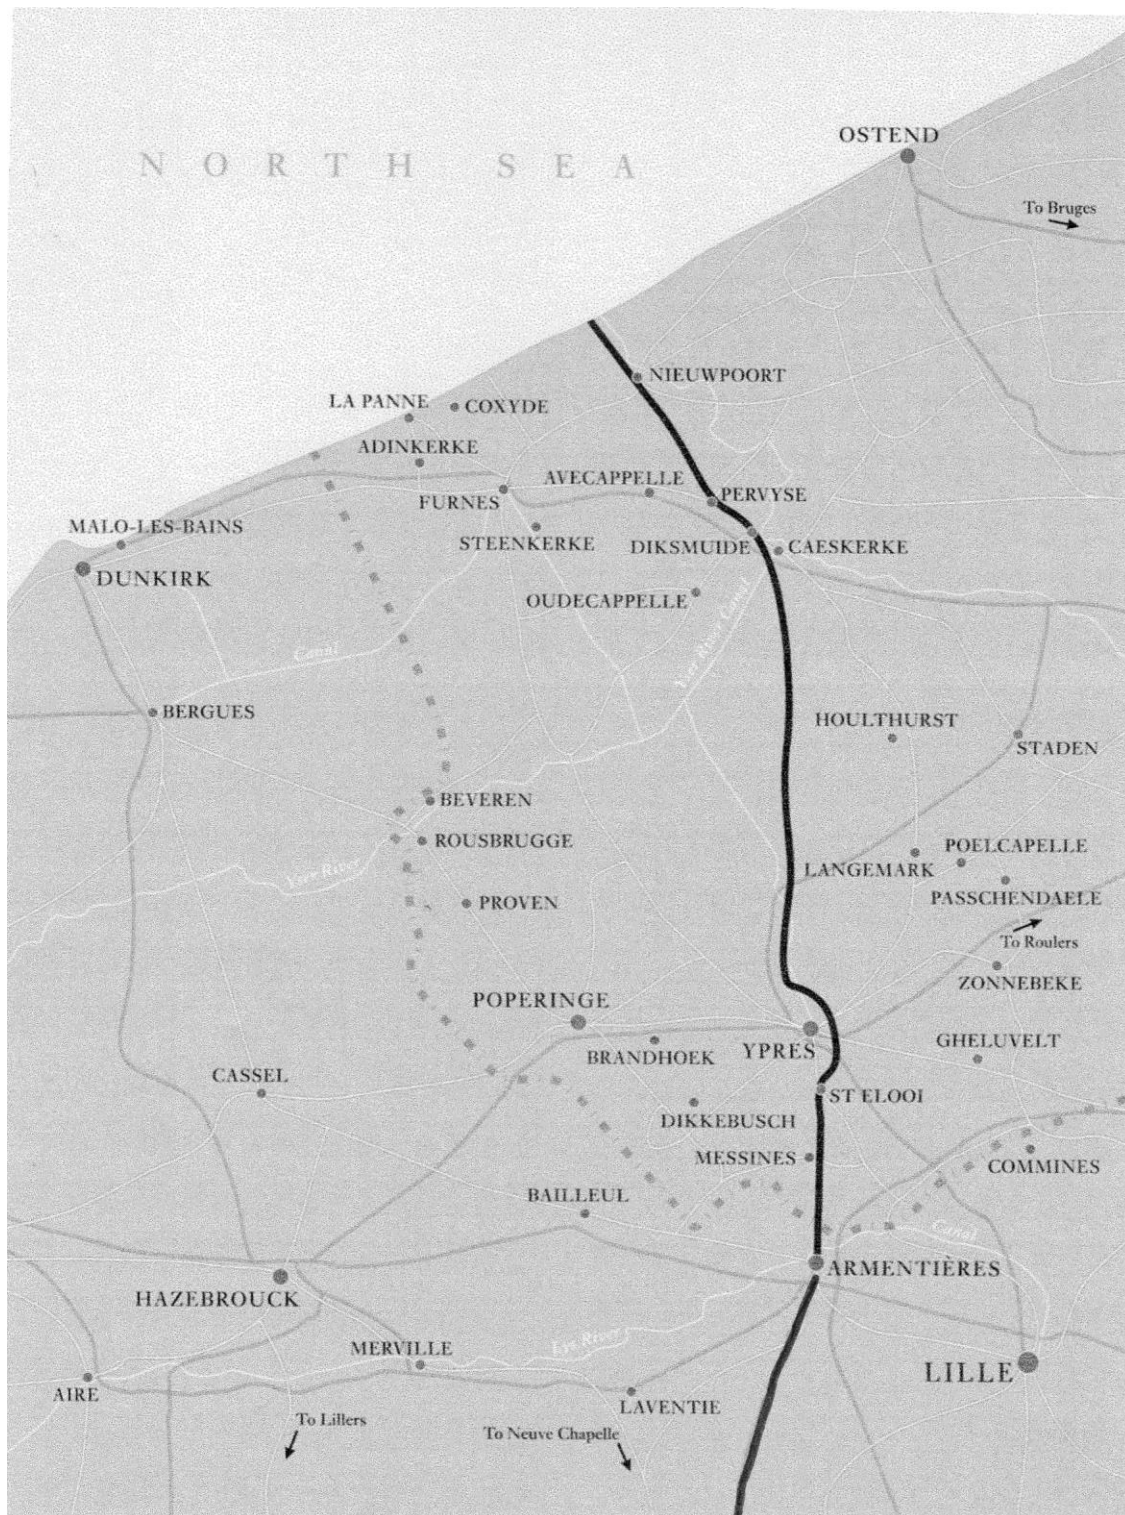 OSTEND
NORTH SEA
To Bruges
NIEUWPOORT
LA PANNE
COXYDE
ADINKERKE
AVECAPPELLE
PERVYSE
FURNES
MALO-LES-BAINS
STEENKERKE
DIKSMUIDE
CAESKERKE
DUNKIRK
OUDECAPPELLE
Yser River Canal
Canal
BERGUES
HOULTHURST
STADEN
BEVEREN
ROUSBRUGGE
POELCAPELLE
LANGEMARK
Yser River
PASSCHENDAELE
PROVEN
To Roulers
ZONNEBEKE
POPERINGE
GHELUVELT
YPRES
BRANDHOEK
CASSEL
ST ELOOI
DIKKEBUSCH
MESSINES
COMMINES
BAILLEUL
Canal
ARMENTIÈRES
HAZEBROUCK
Lys River
MERVILLE
LILLE
AIRE
LAVENTIE
To Lillers
To Neuve Chapelle